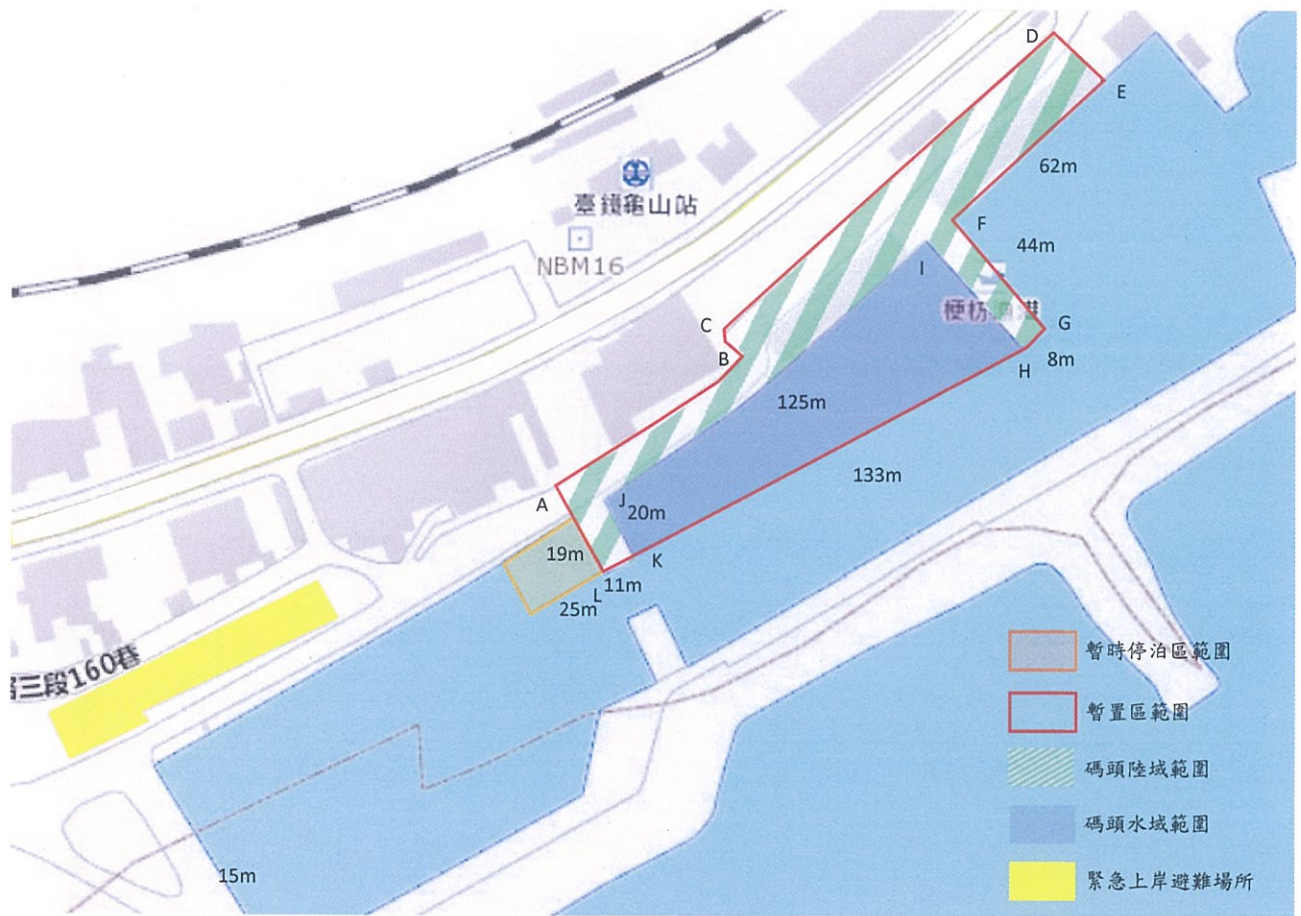 D
E
62m
臺鐵龜山站
F
NBM16
44m
I
梗枋漁港
C
G
B
8m
H
125m
133m
A
J
20m
19m
K
11m
L
25m
暫時停泊區範圍
路三段160巷
暫置區範圍
碼頭陸域範圍
碼頭水域範圍
15m
緊急上岸避難場所